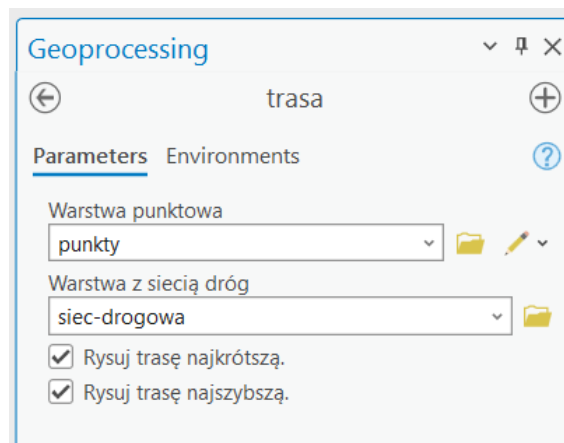 Geoprocessing
trasa
Parameters Environments
Warstwa punktowa
punkty
Warstwa z siecią dróg
siec-drogowa
Rysuj trasę najkrótszą.
Rysuj trasę najszybszą.